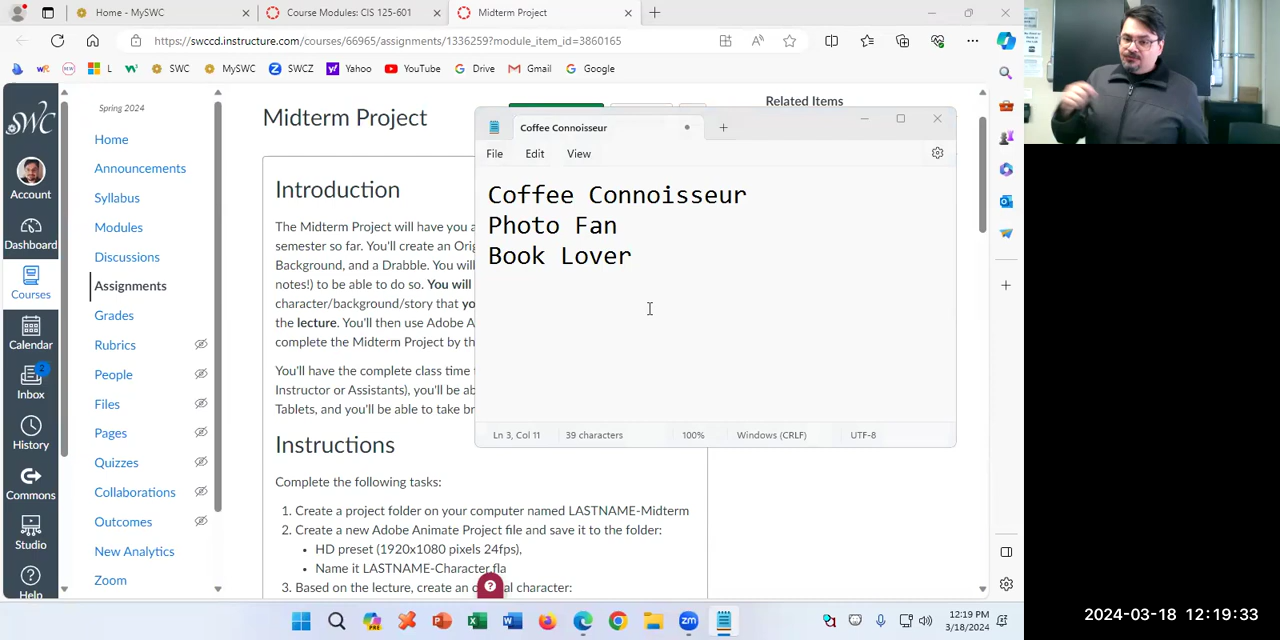 Home - MySWC
Course Modules: CIS 125-601
Midterm Project
https://swccd.instructure.com/courses/66965/assignments/1336259?module_item_id=3860165
L
SWC
MySWC
SWCZ
Yahoo
YouTube
Drive
Gmail
Google
SWC
Account
Dashboard
Courses
Calendar
Inbox
2
History
Commons
Studio
Help
Spring 2024
Home
Announcements
Syllabus
Modules
Discussions
Assignments
Grades
Rubrics
People
Files
Pages
Quizzes
Collaborations
Outcomes
New Analytics
Zoom
Midterm Project
Related Items
Introduction
The Midterm Project will have you a
semester so far. You'll create an Orig
Background, and a Drabble. You will
notes!) to be able to do so. You will
character/background/story that yo
the lecture. You'll then use Adobe A
complete the Midterm Project by th
You'll have the complete class time t
Instructor or Assistants), you'll be ab
Tablets, and you'll be able to take br
Instructions
Complete the following tasks:
1. Create a project folder on your computer named LASTNAME-Midterm
2. Create a new Adobe Animate Project file and save it to the folder:
• HD preset (1920x1080 pixels 24fps),
• Name it LASTNAME-Character.fla
3. Based on the lecture, create an o al character:
Coffee Connoisseur
File Edit View
Coffee Connoisseur
Photo Fan
Book Lover
Ln 3, Col 11
39 characters
100%
Windows (CRLF)
UTF-8
12:19 PM
3/18/2024
2024-03-18 12:19:33